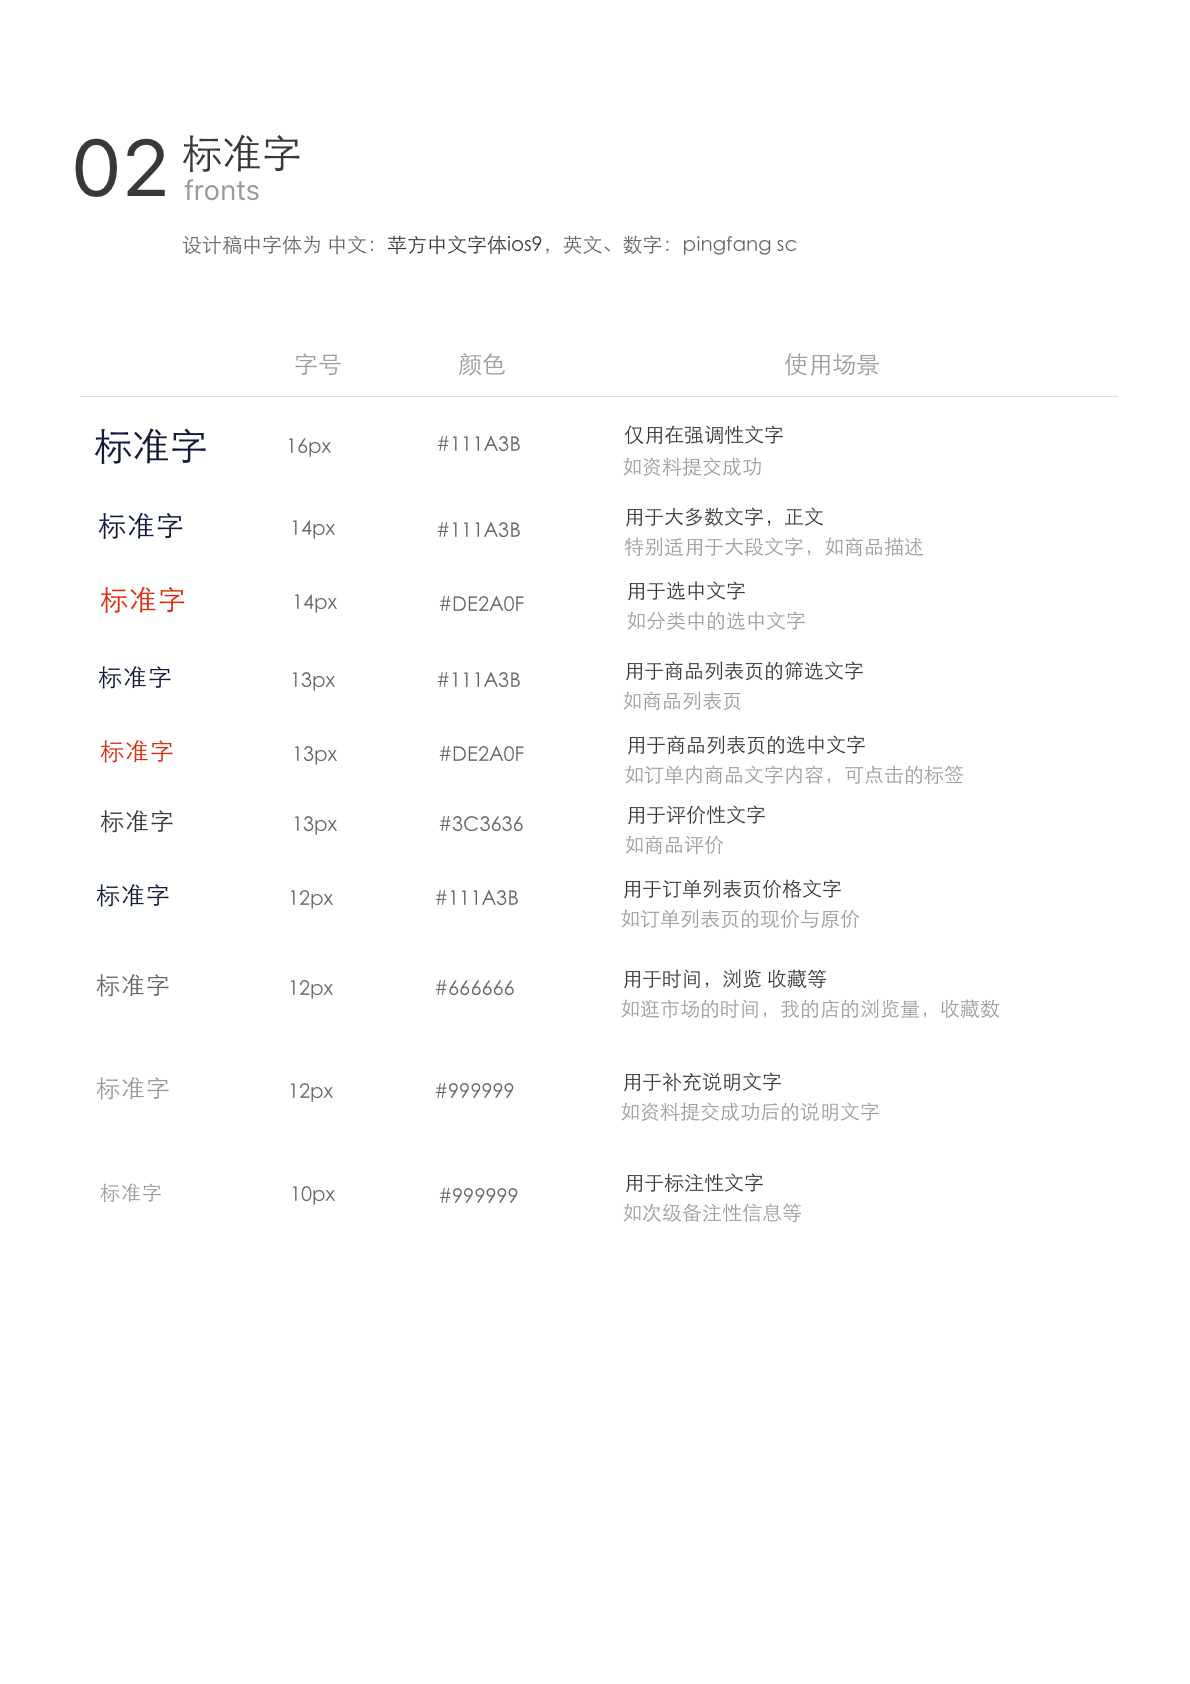 02 标准字
fronts
设计稿中字体为 中文：苹方中文字体ios9，英文、数字：pingfang sc
字号 颜色 使用场景
标准字 16px #111A3B 仅用在强调性文字
如资料提交成功
标准字 14px #111A3B 用于大多数文字，正文
特别适用于大段文字，如商品描述
标准字 14px #DE2A0F 用于选中文字
如分类中的选中文字
标准字 13px #111A3B 用于商品列表页的筛选文字
如商品列表页
标准字 13px #DE2A0F 用于商品列表页的选中文字
如订单内商品文字内容，可点击的标签
标准字 13px #3C3636 用于评价性文字
如商品评价
标准字 12px #111A3B 用于订单列表页价格文字
如订单列表页的现价与原价
标准字 12px #666666 用于时间，浏览 收藏等
如逛市场的时间，我的店的浏览量，收藏数
标准字 12px #999999 用于补充说明文字
如资料提交成功后的说明文字
标准字 10px #999999 用于标注性文字
如次级备注性信息等